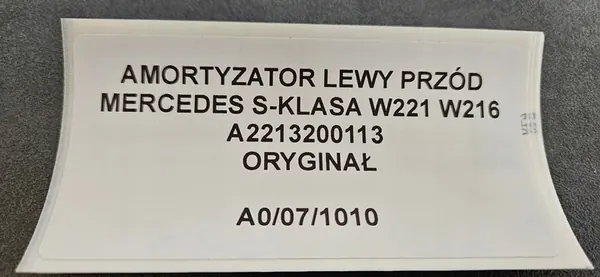 AMORTYZATOR LEWY PRZÓD
MERCEDES S-KLASA W221 W216
A2213200113
ORYGINAŁ
A0/07/1010